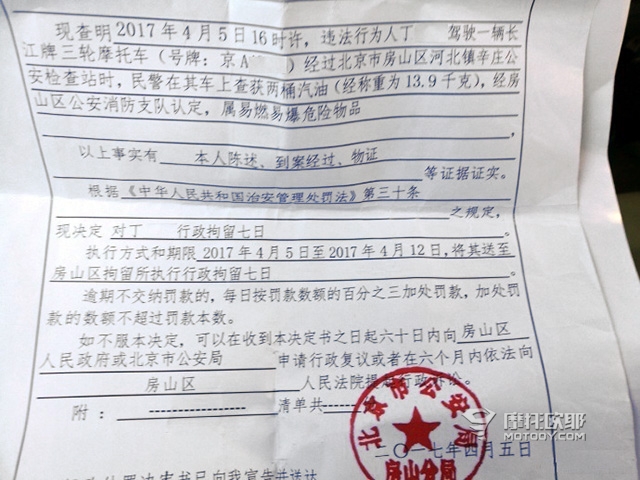 现查明2017年4月5日16时许，违法行为人丁 驾驶一辆长
江牌三轮摩托车（号牌：京A ）经过北京市房山区河北镇辛庄公
安检查站时，民警在其车上查获两桶汽油（经称重为13.9千克），经房
山区公安消防支队认定，属易燃易爆危险物品
。
以上事实有 本人陈述、到案经过、物证
等证据证实。
根据《中华人民共和国治安管理处罚法》第三十条
之规定，
现决定 对丁 行政拘留七日
执行方式和期限 2017年4月5日至2017年4月12日，将其送至
房山区拘留所执行行政拘留七日 。
逾期不交纳罚款的，每日按罚款数额的百分之三加处罚款，加处罚
款的数额不超过罚款本数。
如不服本决定，可以在收到本决定书之日起六十日内向 房山区
人民政府或北京市公安局 申请行政复议或者在六个月内依法向
房山区 人民法院提起行政诉讼。
附： -------------- 清单共 --------
北京市公安局
房山分局
二〇一七年四月五日
决定书已向我宣告并送达
摩托欧耶
MOTOOY.COM